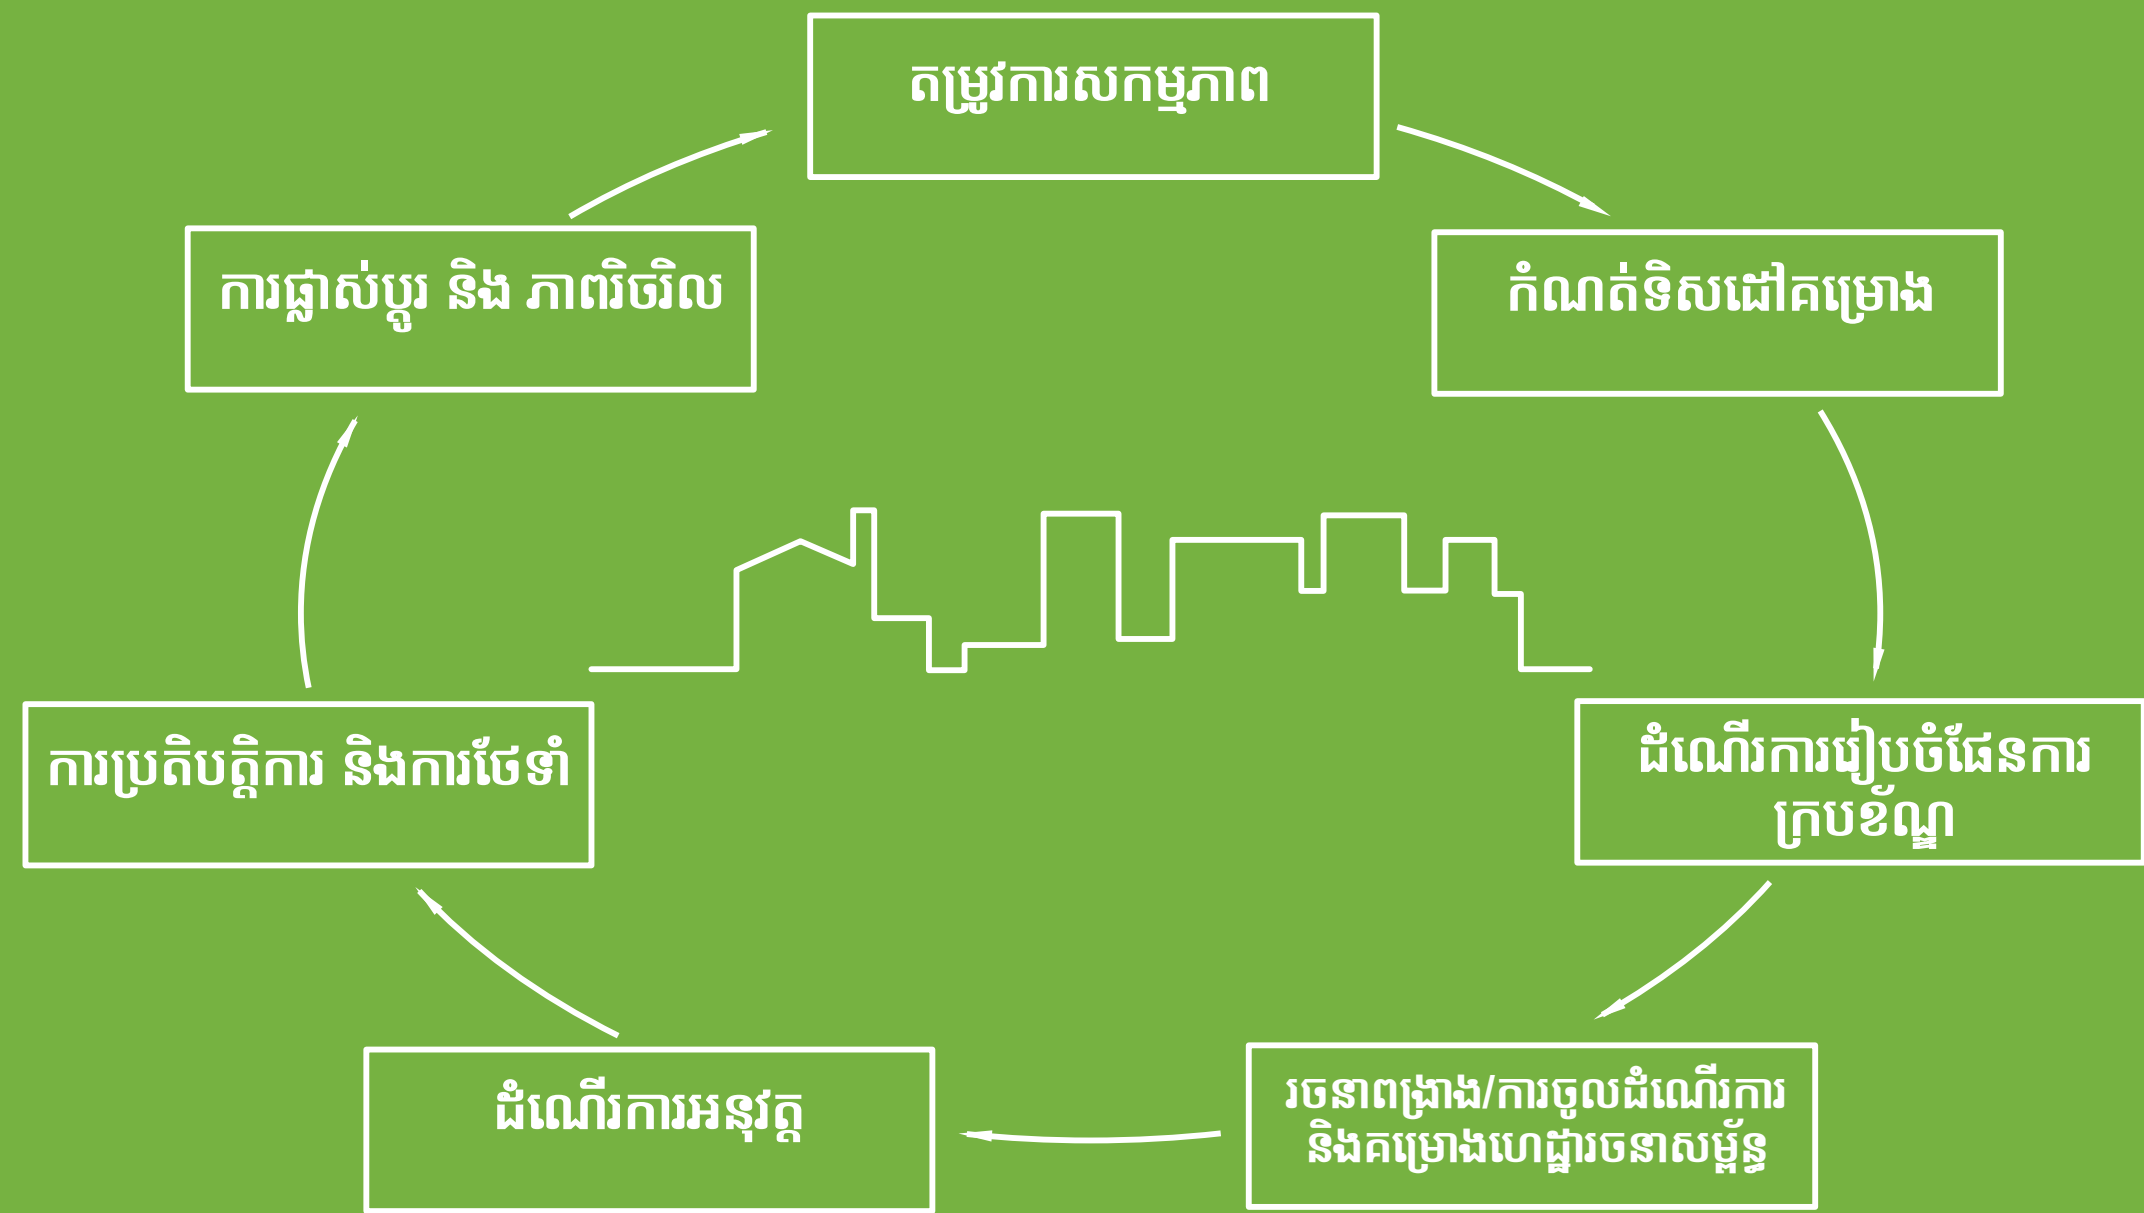 តម្រូវការសកម្មភាព
កំណត់ទិសដៅគម្រោង
ដំណើរការរៀបចំផែនការ
ក្របខ័ណ្ឌ
រចនាពង្រាង/ការចូលដំណើរការ
និងគម្រោងហេដ្ឋារចនាសម្ព័ន្ធ
ដំណើរការអនុវត្ត
ការប្រតិបត្តិការ និងការថែទាំ
ការផ្លាស់ប្តូរ និង ភាពរិចរិល